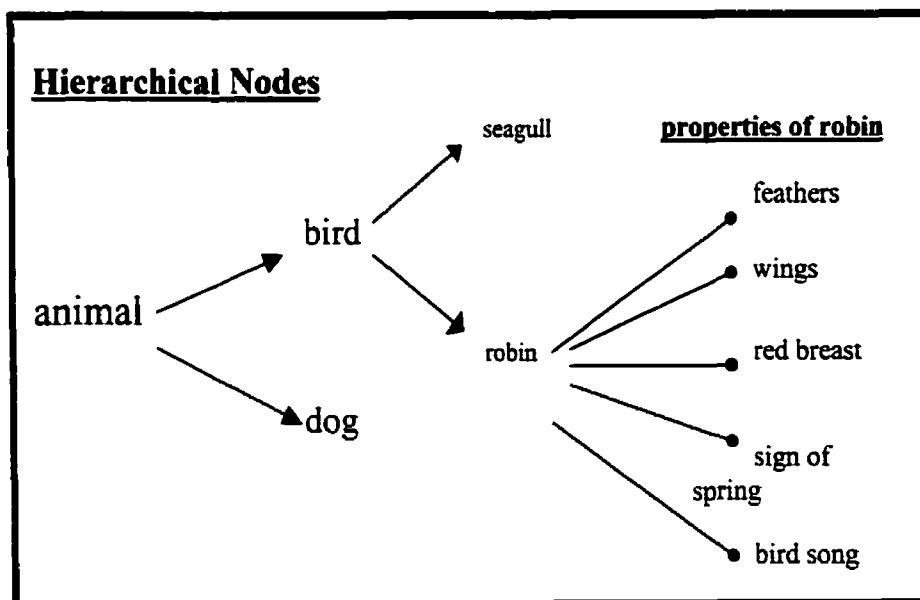 Hierarchical Nodes
seagull
properties of robin
feathers
bird
wings
animal
robin
red breast
dog
sign of
spring
bird song